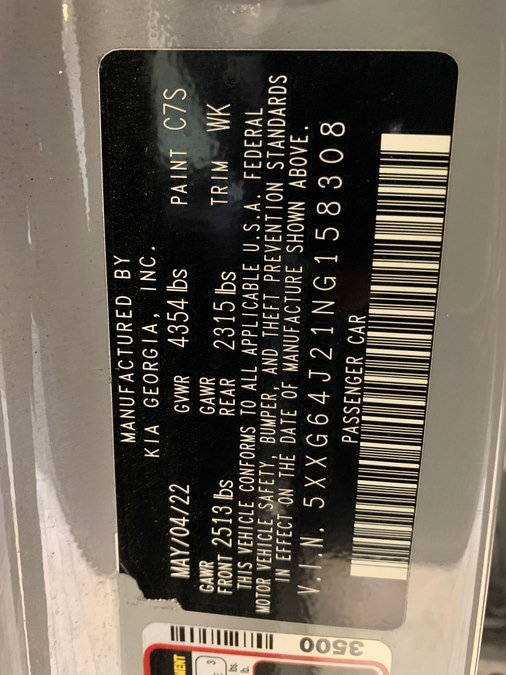 MANUFACTURED BY
KIA GEORGIA, INC.
MAY/04/22 GVWR 4354 lbs PAINT C7S
GAWR FRONT 2513 lbs GAWR REAR 2315 lbs TRIM WK
THIS VEHICLE CONFORMS TO ALL APPLICABLE U.S.A. FEDERAL
MOTOR VEHICLE SAFETY, BUMPER, AND THEFT PREVENTION STANDARDS
IN EFFECT ON THE DATE OF MANUFACTURE SHOWN ABOVE.
V.I.N. 5XXG64J21NG158308
PASSENGER CAR
3500
3
lbs.